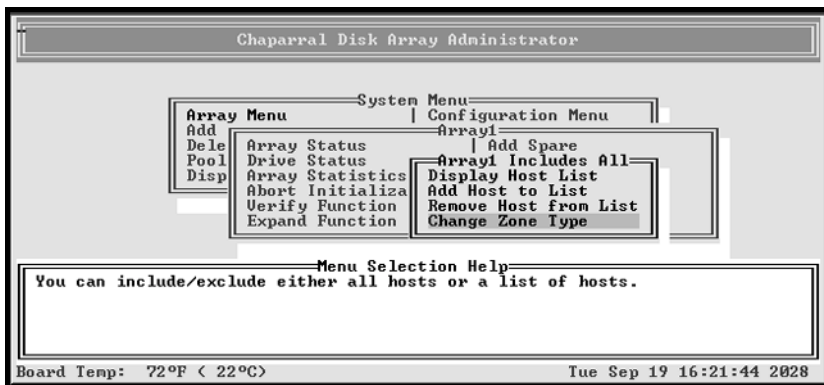 Chaparral Disk Array Administrator
System Menu
Array Menu | Configuration Menu
Add
Array1
Dele
Array Status | Add Spare
Pool
Drive Status
Array1 Includes All
Disp
Array Statistics
Display Host List
Abort Initializa
Add Host to List
Verify Function
Remove Host from List
Expand Function
Change Zone Type
Menu Selection Help
You can include/exclude either all hosts or a list of hosts.
Board Temp: 72ºF ( 22ºC) Tue Sep 19 16:21:44 2028